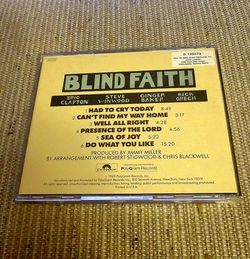 D 125073
BLIND FAITH
ERIC CLAPTON
STEVE WINWOOD
GINGER BAKER
RICK GRECH
1 HAD TO CRY TODAY 8:49
2 CAN'T FIND MY WAY HOME 3:17
3 WELL ALL RIGHT 4:28
4 PRESENCE OF THE LORD 4:56
5 SEA OF JOY 5:22
6 DO WHAT YOU LIKE 15:20
PRODUCED BY JIMMY MILLER
BY ARRANGEMENT WITH ROBERT STIGWOOD & CHRIS BLACKWELL
PolyGram Records